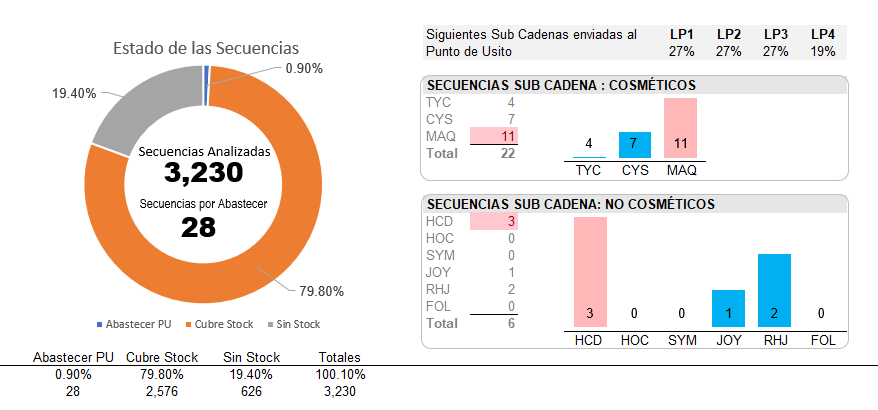 Estado de las Secuencias
0.90%
19.40%
Secuencias Analizadas
3,230
Secuencias por Abastecer
28
79.80%
Abastecer PU Cubre Stock Sin Stock
Abastecer PU Cubre Stock Sin Stock Totales
0.90% 79.80% 19.40% 100.10%
28 2,576 626 3,230
Siguientes Sub Cadenas enviadas al LP1 LP2 LP3 LP4
Punto de Usito 27% 27% 27% 19%
SECUENCIAS SUB CADENA : COSMÉTICOS
TYC 4
CYS 7
MAQ 11
Total 22
4 7 11
TYC CYS MAQ
SECUENCIAS SUB CADENA: NO COSMÉTICOS
HCD 3
HOC 0
SYM 0
JOY 1
RHJ 2
FOL 0
Total 6
3 0 0 1 2 0
HCD HOC SYM JOY RHJ FOL